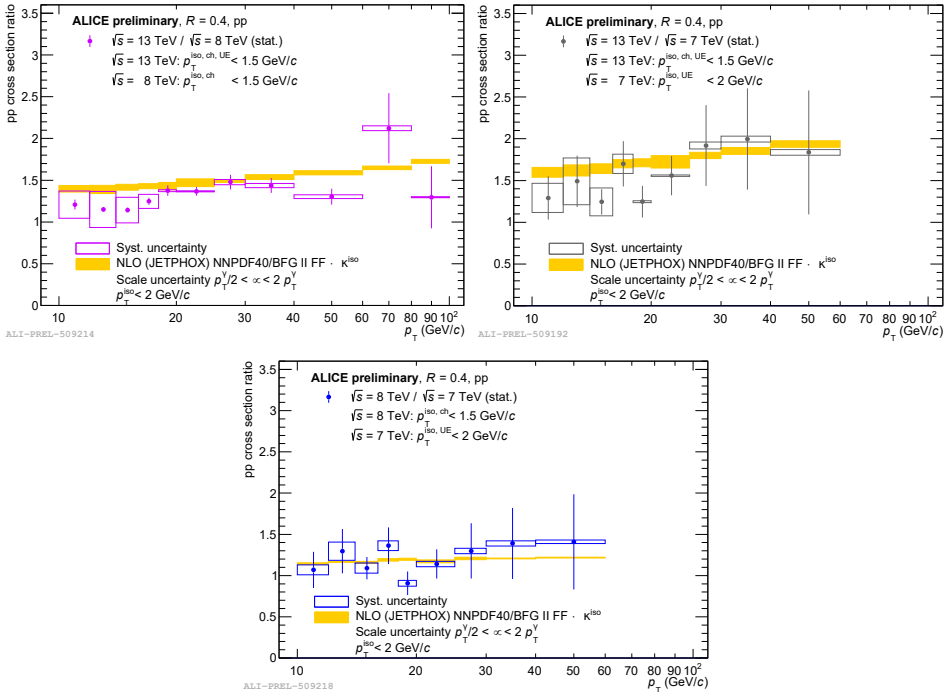 ALICE preliminary, R = 0.4, pp
√s = 13 TeV / √s = 8 TeV (stat.)
√s = 13 TeV: p_T^{iso, ch, UE} < 1.5 GeV/c
√s = 8 TeV: p_T^{iso, ch} < 1.5 GeV/c
pp cross section ratio
3.5
3
2.5
2
1.5
1
0.5
0
Syst. uncertainty
NLO (JETPHOX) NNPDF40/BFG II FF · κ^{iso}
Scale uncertainty p_T^γ/2 < ∝ < 2 p_T^γ
p_T^{iso} < 2 GeV/c
10 20 30 40 50 60 70 80 10²
p_T (GeV/c)
ALI-PREL-509214
ALICE preliminary, R = 0.4, pp
√s = 13 TeV / √s = 7 TeV (stat.)
√s = 13 TeV: p_T^{iso, ch, UE} < 1.5 GeV/c
√s = 7 TeV: p_T^{iso, UE} < 2 GeV/c
pp cross section ratio
3.5
3
2.5
2
1.5
1
0.5
0
Syst. uncertainty
NLO (JETPHOX) NNPDF40/BFG II FF · κ^{iso}
Scale uncertainty p_T^γ/2 < ∝ < 2 p_T^γ
p_T^{iso} < 2 GeV/c
10 20 30 40 50 60 70 80 10²
p_T (GeV/c)
ALI-PREL-509192
ALICE preliminary, R = 0.4, pp
√s = 8 TeV / √s = 7 TeV (stat.)
√s = 8 TeV: p_T^{iso, ch} < 1.5 GeV/c
√s = 7 TeV: p_T^{iso, UE} < 2 GeV/c
pp cross section ratio
3.5
3
2.5
2
1.5
1
0.5
0
Syst. uncertainty
NLO (JETPHOX) NNPDF40/BFG II FF · κ^{iso}
Scale uncertainty p_T^γ/2 < ∝ < 2 p_T^γ
p_T^{iso} < 2 GeV/c
10 20 30 40 50 60 70 80 10²
p_T (GeV/c)
ALI-PREL-509218